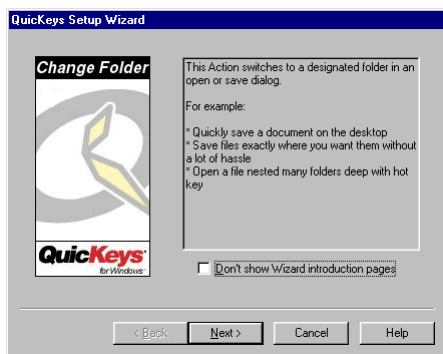 QuicKeys Setup Wizard
Change Folder
This Action switches to a designated folder in an
open or save dialog.
For example:
* Quickly save a document on the desktop
* Save files exactly where you want them without
a lot of hassle
* Open a file nested many folders deep with hot
key
QuicKeys
for Windows
Don't show Wizard introduction pages
< Back
Next >
Cancel
Help